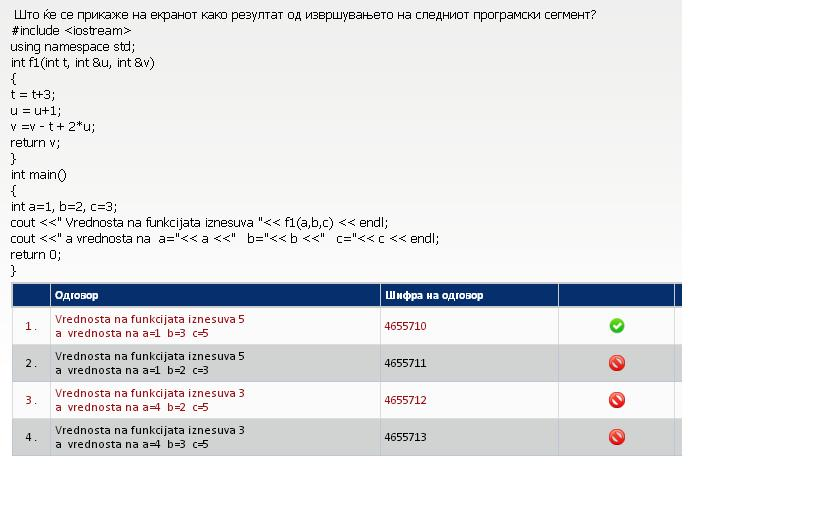 Што ќе се прикаже на екранот како резултат од извршувањето на следниот програмски сегмент?
#include <iostream>
using namespace std;
int f1(int t, int &u, int &v)
{
t = t+3;
u = u+1;
v =v - t + 2*u;
return v;
}
int main()
{
int a=1, b=2, c=3;
cout <<" Vrednosta na funkcijata iznesuva "<< f1(a,b,c) << endl;
cout <<" a vrednosta na  a="<< a <<"   b="<< b <<"   c="<< c << endl;
return 0;
}
Одговор Шифра на одговор
1. Vrednosta na funkcijata iznesuva 5 4655710
a  vrednosta na a=1  b=3  c=5
2. Vrednosta na funkcijata iznesuva 5 4655711
a  vrednosta na a=1  b=2  c=3
3. Vrednosta na funkcijata iznesuva 3 4655712
a  vrednosta na a=4  b=2  c=5
4. Vrednosta na funkcijata iznesuva 3 4655713
a  vrednosta na a=4  b=3  c=5